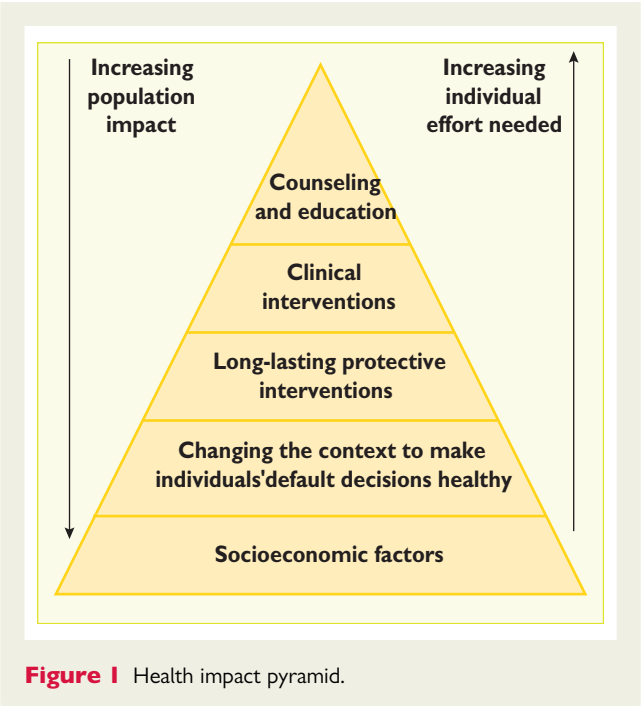 Increasing
population
impact
Increasing
individual
effort needed
Counseling
and education
Clinical
interventions
Long-lasting protective
interventions
Changing the context to make
individuals'default decisions healthy
Socioeconomic factors
Figure 1 Health impact pyramid.